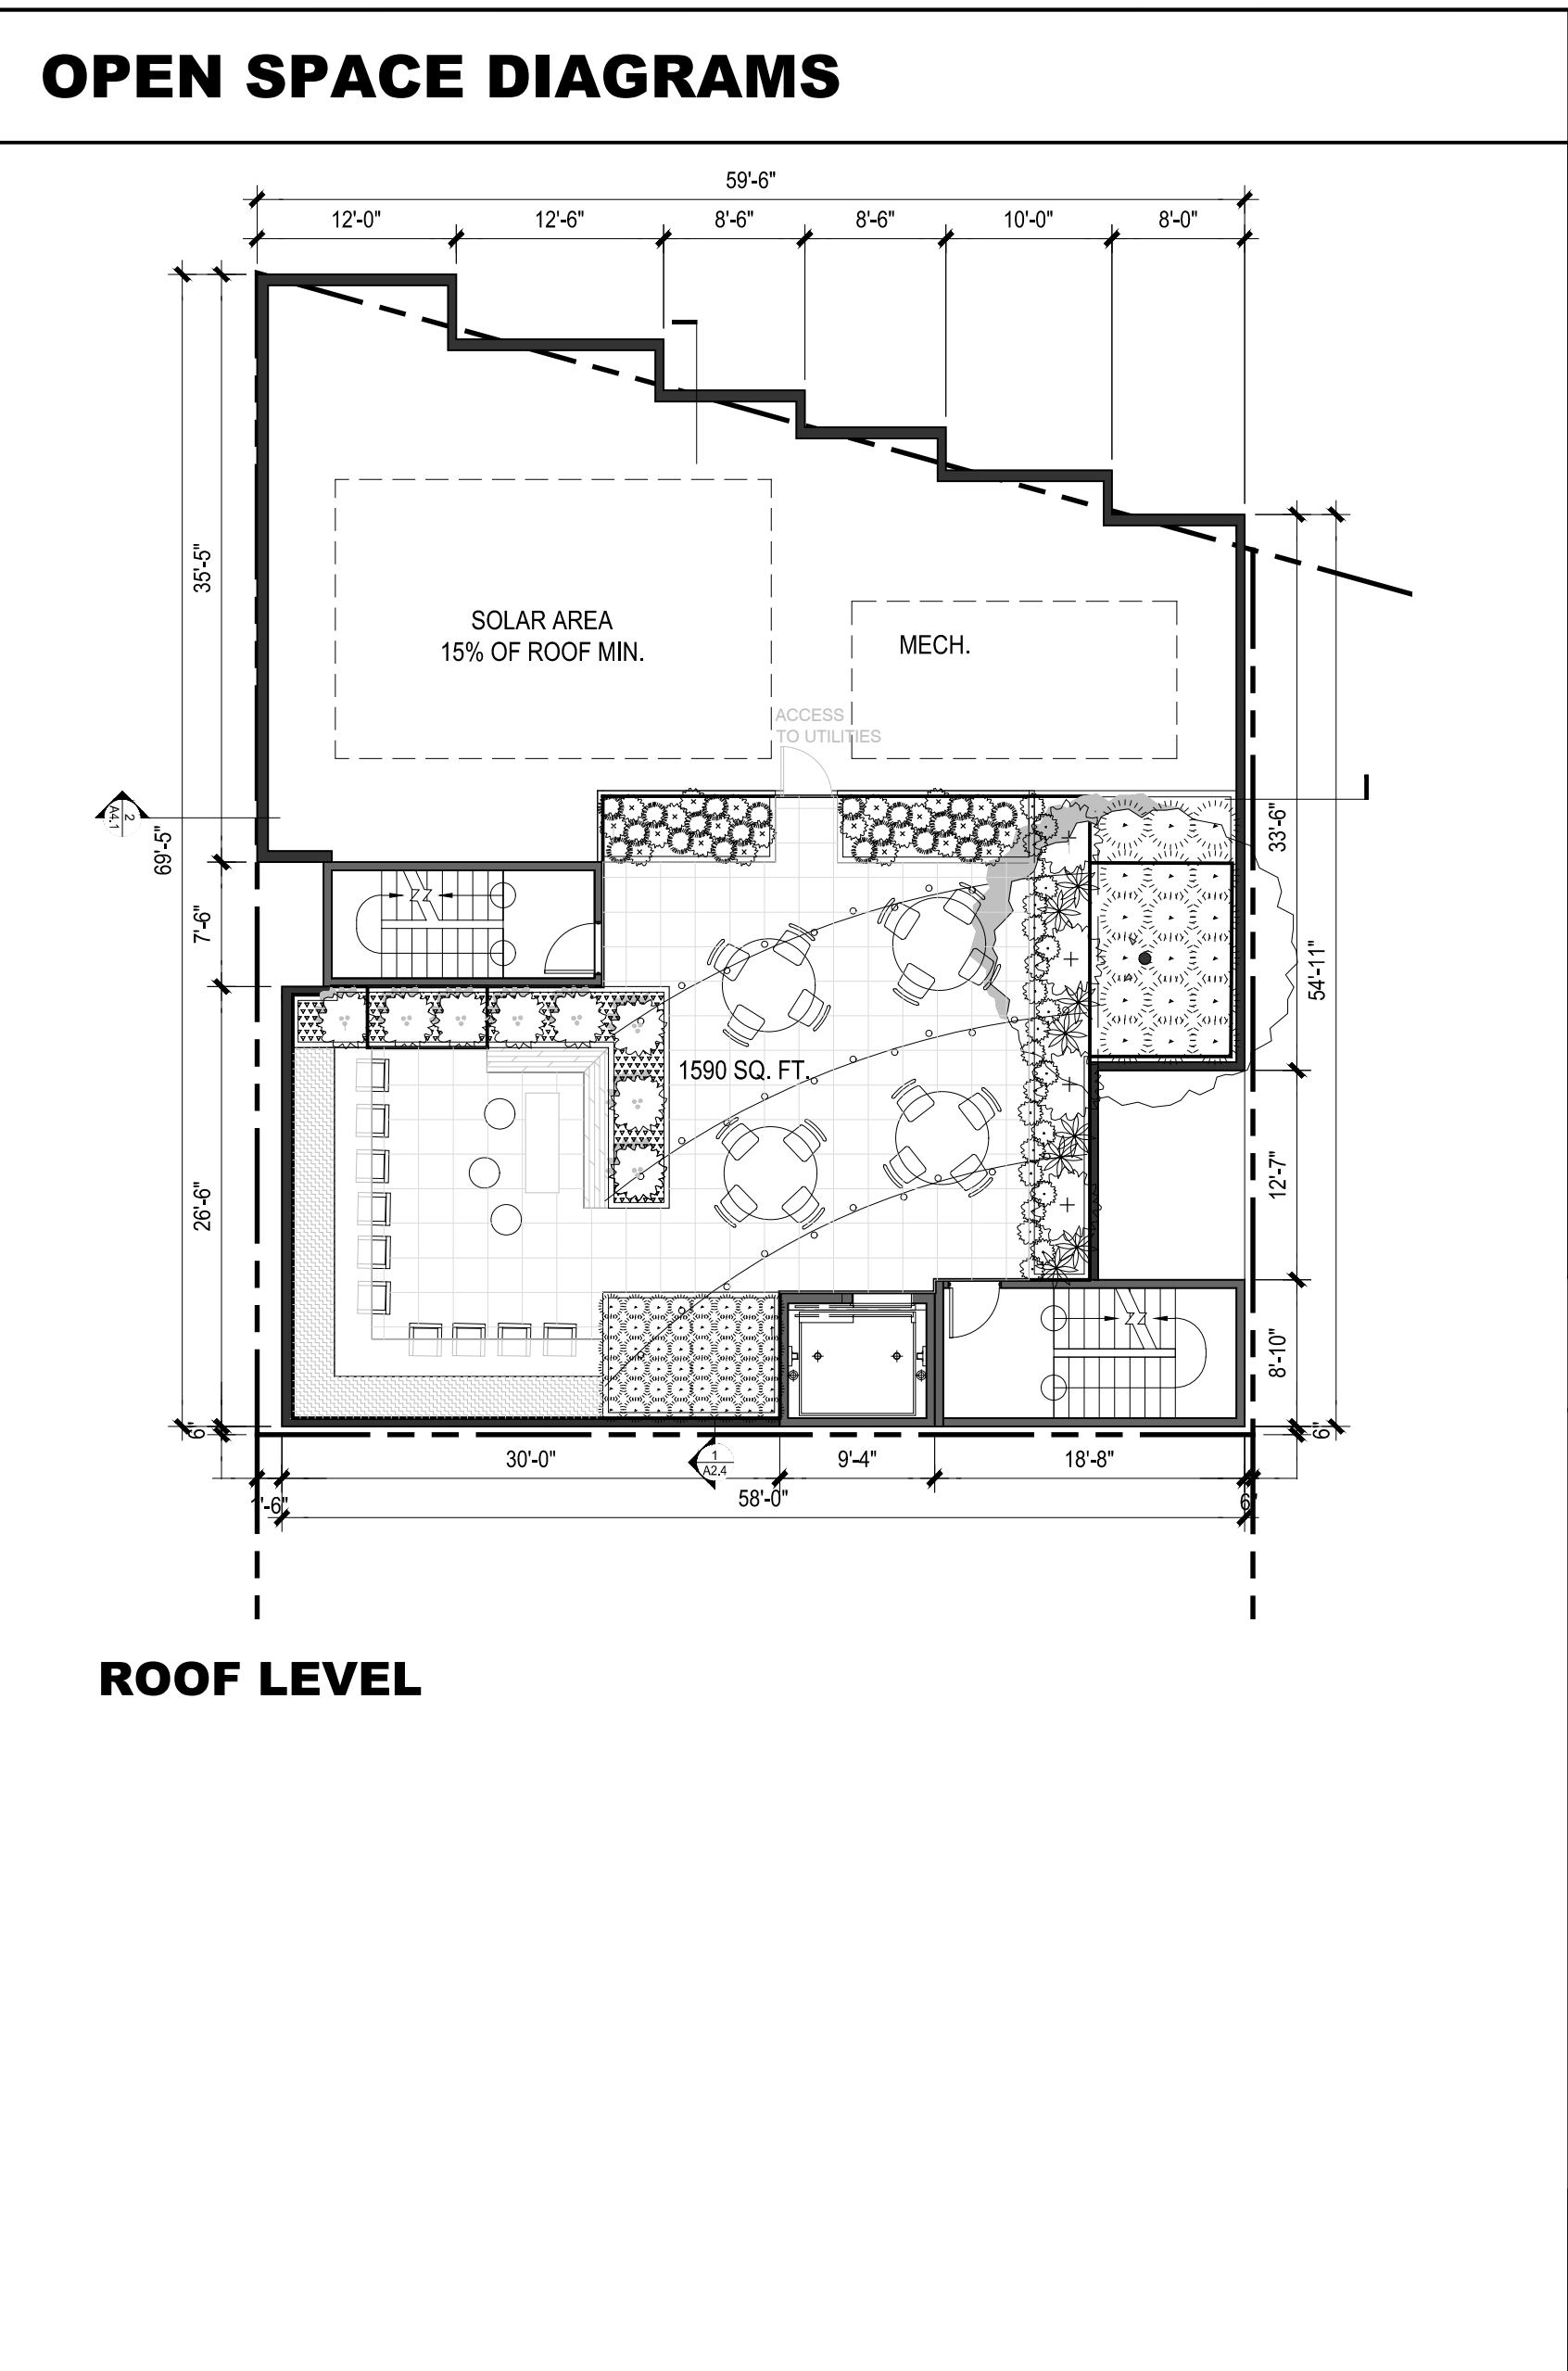 OPEN SPACE DIAGRAMS
59'-6"
12'-0"
12'-6"
8'-6"
8'-6"
10'-0"
8'-0"
35'-5"
SOLAR AREA
15% OF ROOF MIN.
MECH.
ACCESS
TO UTILITIES
2
A4.1
69'-5"
33'-6"
7'-6"
54'-11"
1590 SQ. FT.
26'-6"
12'-7"
8'-10"
6"
6"
30'-0"
1
A2.4
9'-4"
18'-8"
'-6"
58'-0"
6"
ROOF LEVEL